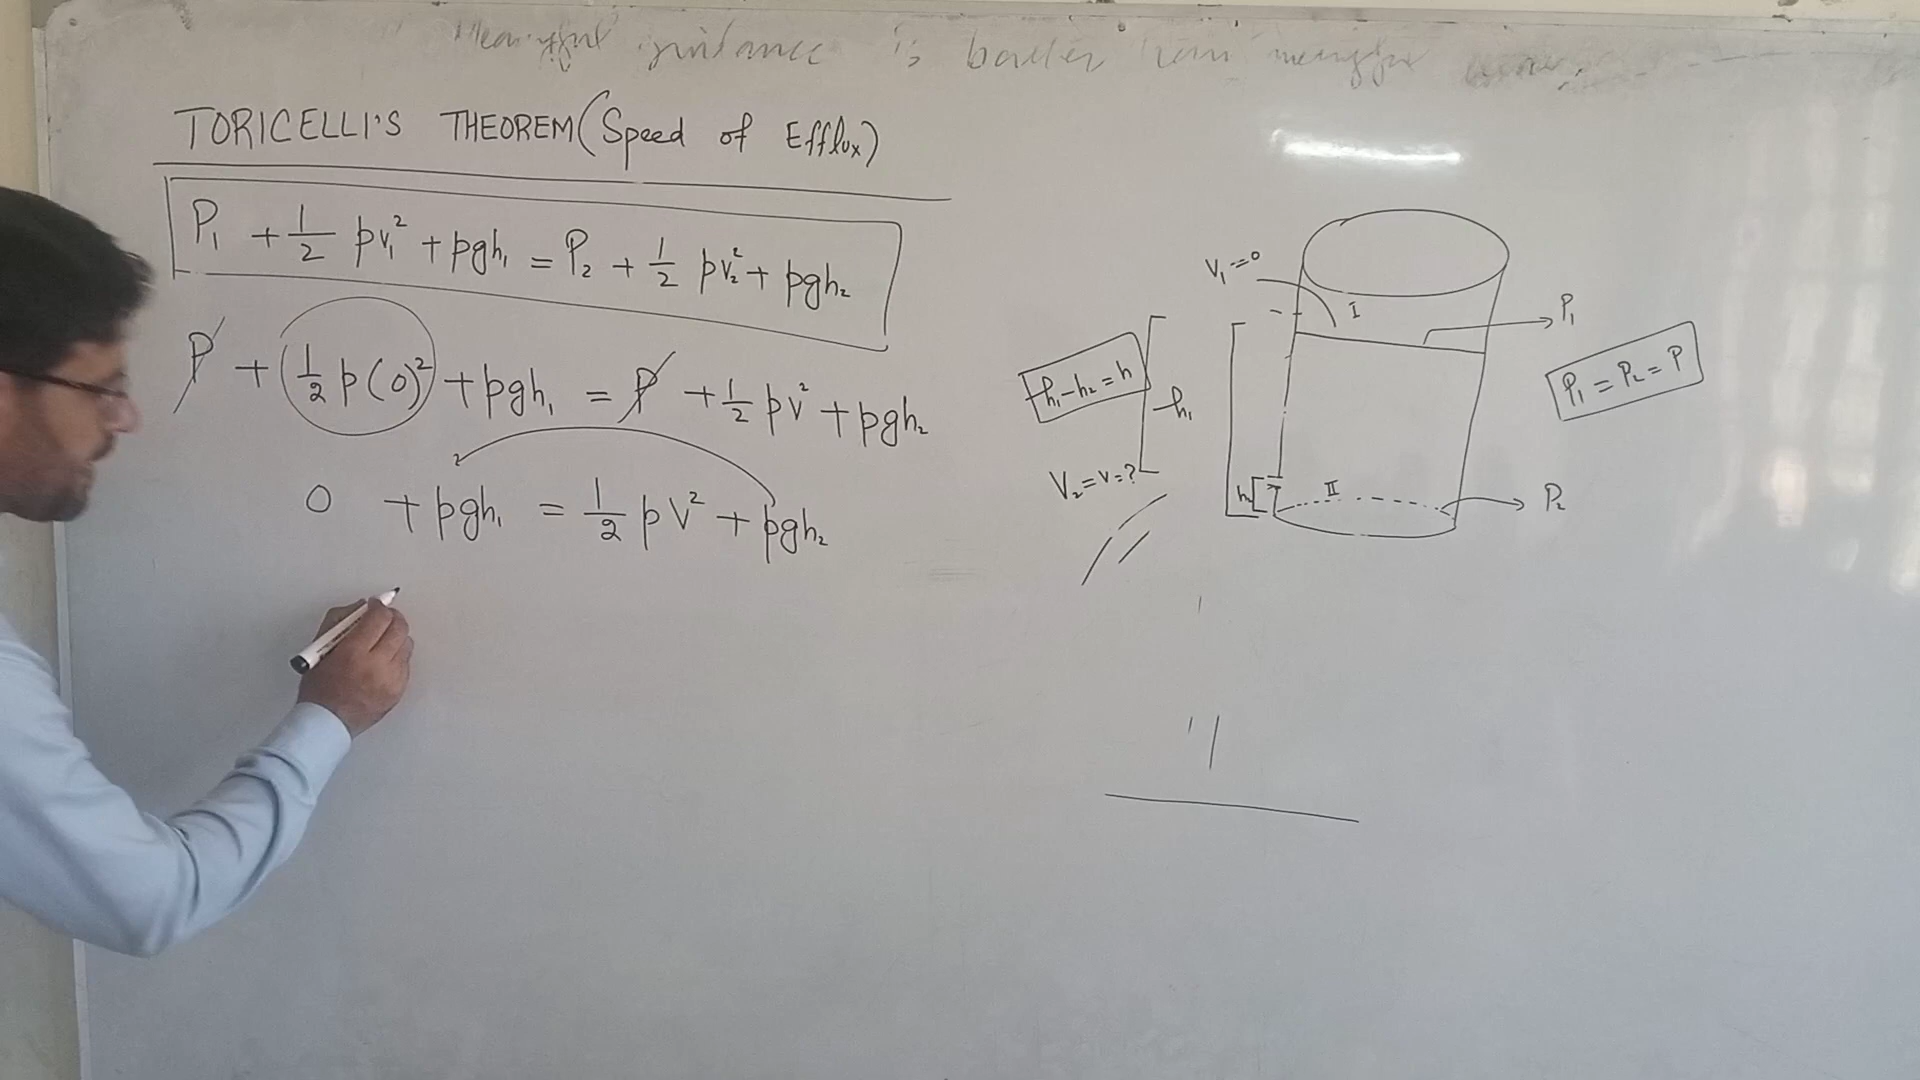 guidance is
TORICELLI'S THEOREM (Speed of Efflux)
P₁ + 1/2 ρv₁² + ρgh₁ = P₂ + 1/2 ρv₂² + ρgh₂
P + (1/2 ρ(0)²) + ρgh₁ = P + 1/2 ρv² + ρgh₂
0 + ρgh₁ = 1/2 ρV² + ρgh₂
V₁=0
I
P₁
h₁-h₂=h
h₁
P₁ = P₂ = P
V₂=v=?
h₂
II
P₂